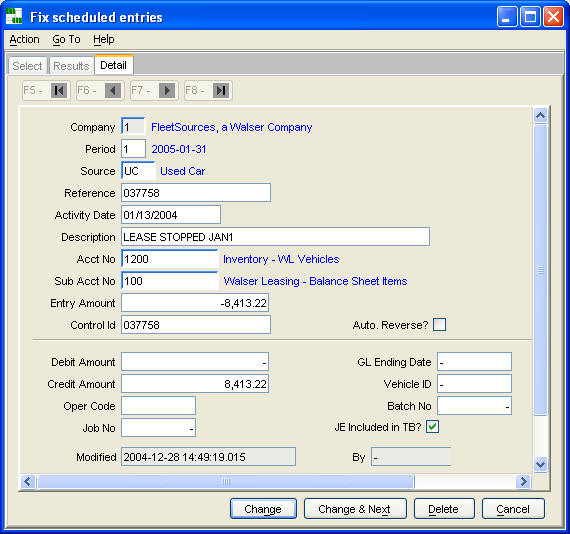 Fix scheduled entries
Action Go To Help
Select Results Detail
F5 - F6 - F7 - F8 -
Company 1 FleetSources, a Walser Company
Period 1 2005-01-31
Source UC Used Car
Reference 037758
Activity Date 01/13/2004
Description LEASE STOPPED JAN1
Acct No 1200 Inventory - WL Vehicles
Sub Acct No 100 Walser Leasing - Balance Sheet Items
Entry Amount -8,413.22
Control Id 037758 Auto. Reverse?
Debit Amount - GL Ending Date -
Credit Amount 8,413.22 Vehicle ID -
Oper Code Batch No -
Job No - JE Included in TB?
Modified 2004-12-28 14:49:19.015 By -
Change Change & Next Delete Cancel